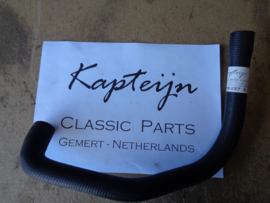 Kapteijn
CLASSIC PARTS
GEMERT - NETHERLANDS